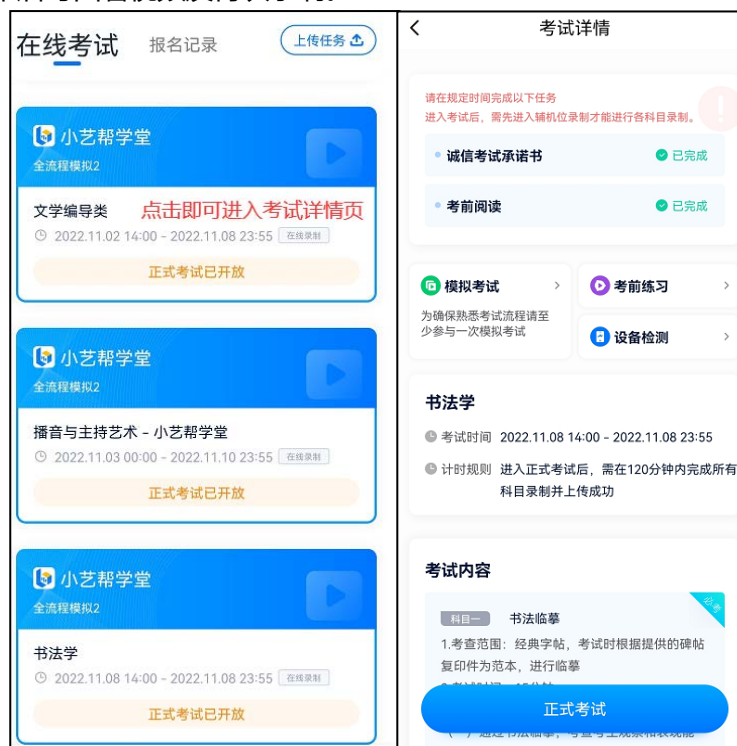 在线考试
报名记录
上传任务
小艺帮学堂
全流程模拟2
文学编导类
点击即可进入考试详情页
2022.11.02 14:00 - 2022.11.08 23:55
在线录制
正式考试已开放
小艺帮学堂
全流程模拟2
播音与主持艺术 - 小艺帮学堂
2022.11.03 00:00 - 2022.11.10 23:55
在线录制
正式考试已开放
小艺帮学堂
全流程模拟2
书法学
2022.11.08 14:00 - 2022.11.08 23:55
在线录制
正式考试已开放
考试详情
请在规定时间完成以下任务
进入考试后，需先进入辅机位录制才能进行各科目录制。
诚信考试承诺书
已完成
考前阅读
已完成
模拟考试
为确保熟悉考试流程请至
少参与一次模拟考试
考前练习
设备检测
书法学
考试时间 2022.11.08 14:00 - 2022.11.08 23:55
计时规则 进入正式考试后，需在120分钟内完成所有
科目录制并上传成功
考试内容
科目一 书法临摹
1.考查范围：经典字帖，考试时根据提供的碑帖
复印件为范本，进行临摹
正式考试